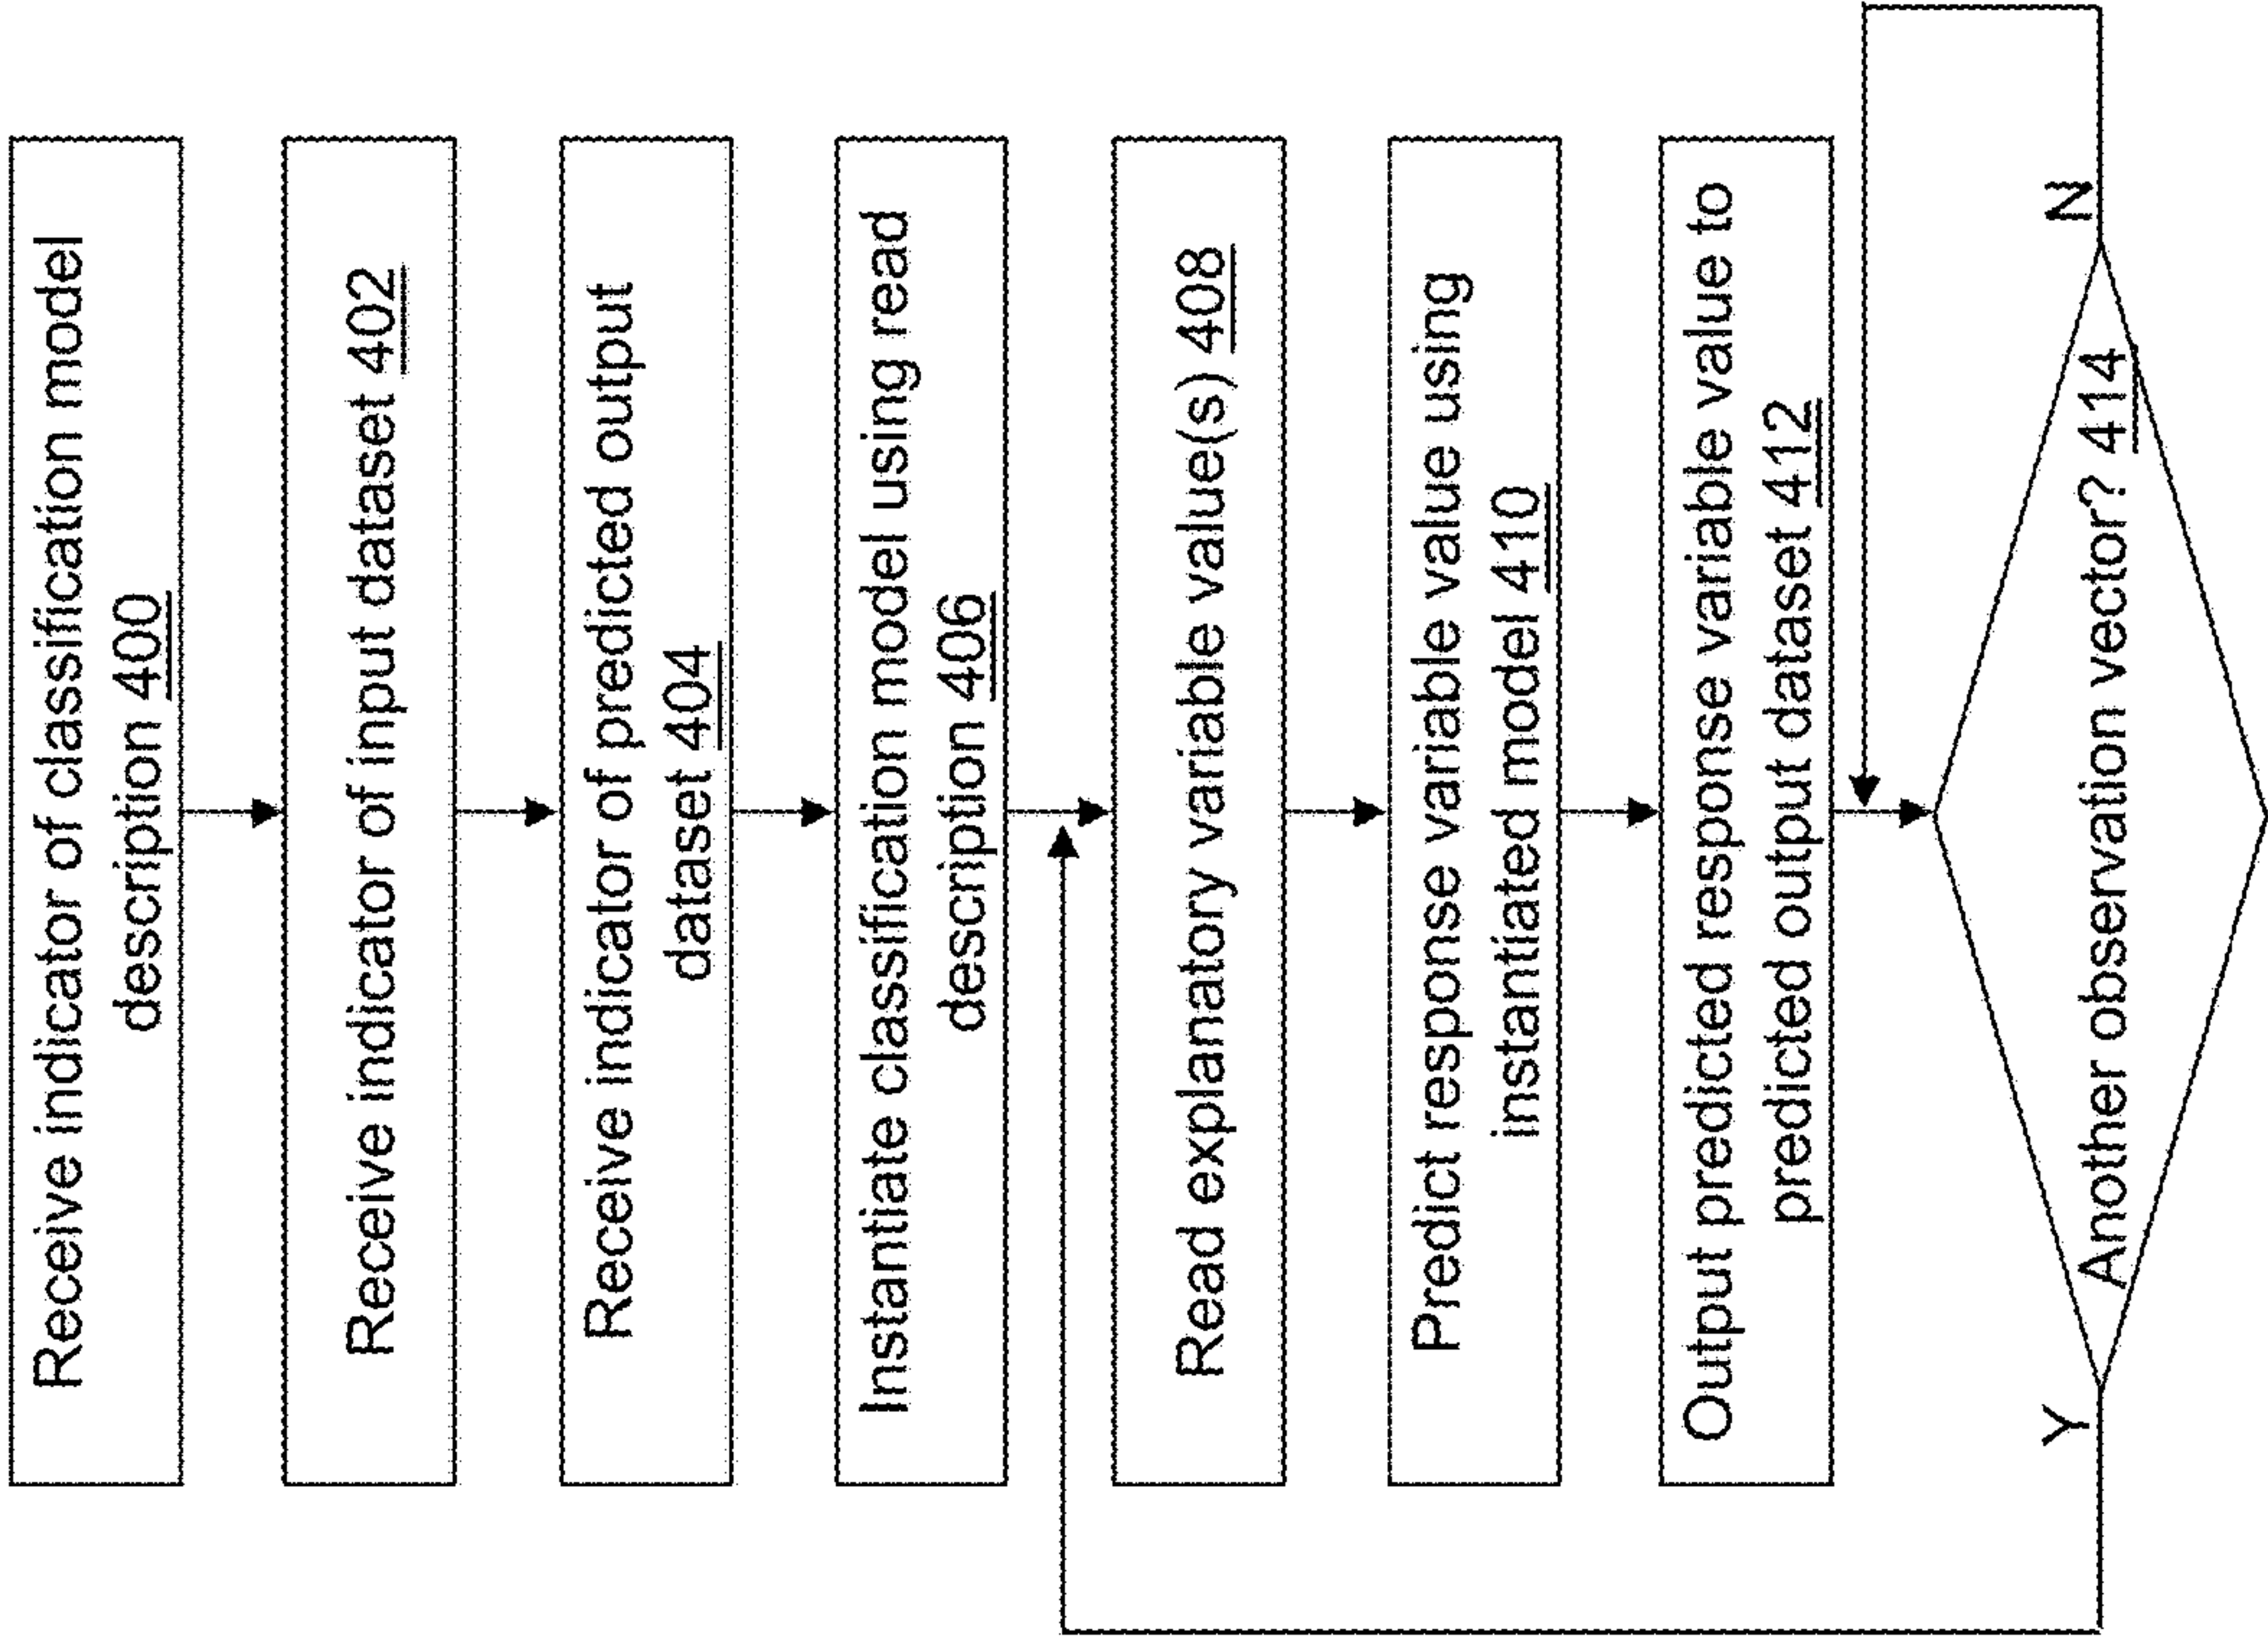 Receive indicator of classification model
description 400
Receive indicator of input dataset 402
Receive indicator of predicted output
dataset 404
Instantiate classification model using read
description 406
Read explanatory variable value(s) 408
Predict response variable value using
instantiated model 410
Output predicted response variable value to
predicted output dataset 412
Y
N
Another observation vector? 414